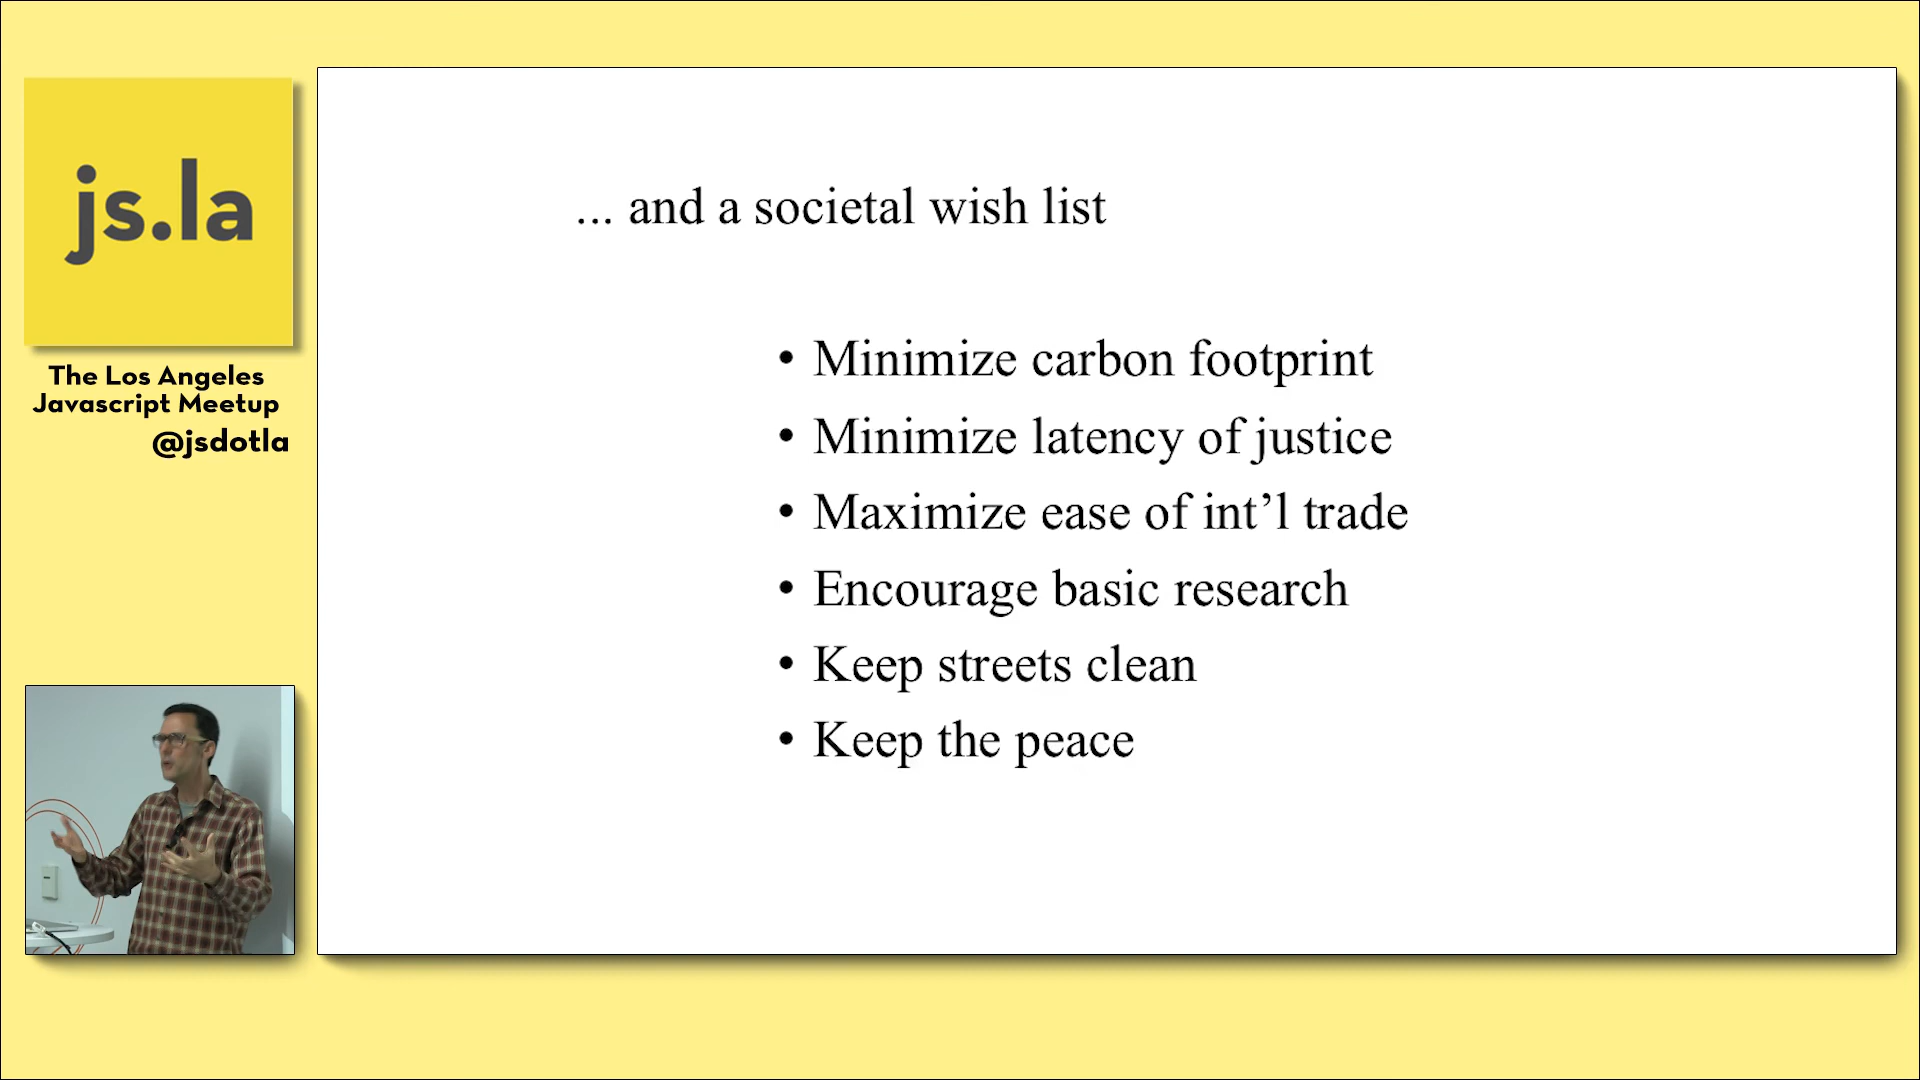 js.la
The Los Angeles
Javascript Meetup
@jsdotla
... and a societal wish list
• Minimize carbon footprint
• Minimize latency of justice
• Maximize ease of int’l trade
• Encourage basic research
• Keep streets clean
• Keep the peace